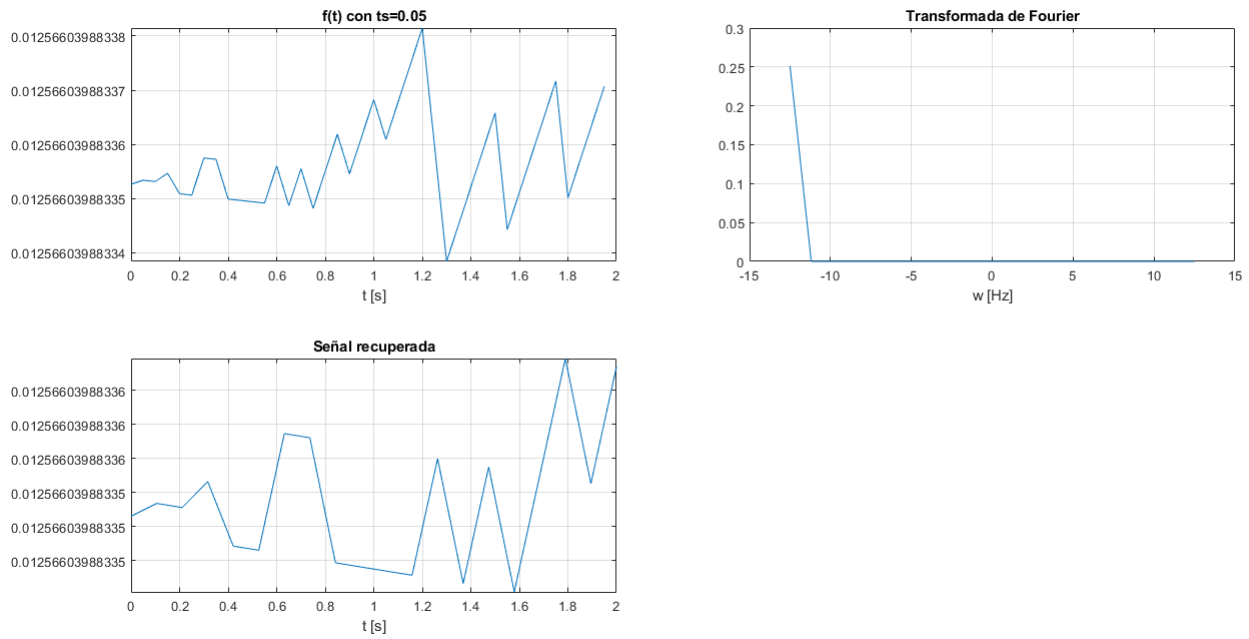 f(t) con ts=0.05
0.01256603988338
0.01256603988337
0.01256603988336
0.01256603988335
0.01256603988334
0 0.2 0.4 0.6 0.8 1 1.2 1.4 1.6 1.8 2
t [s]
Transformada de Fourier
0.3
0.25
0.2
0.15
0.1
0.05
0
-15 -10 -5 0 5 10 15
w [Hz]
Señal recuperada
0.01256603988336
0.01256603988336
0.01256603988336
0.01256603988335
0.01256603988335
0.01256603988335
0 0.2 0.4 0.6 0.8 1 1.2 1.4 1.6 1.8 2
t [s]